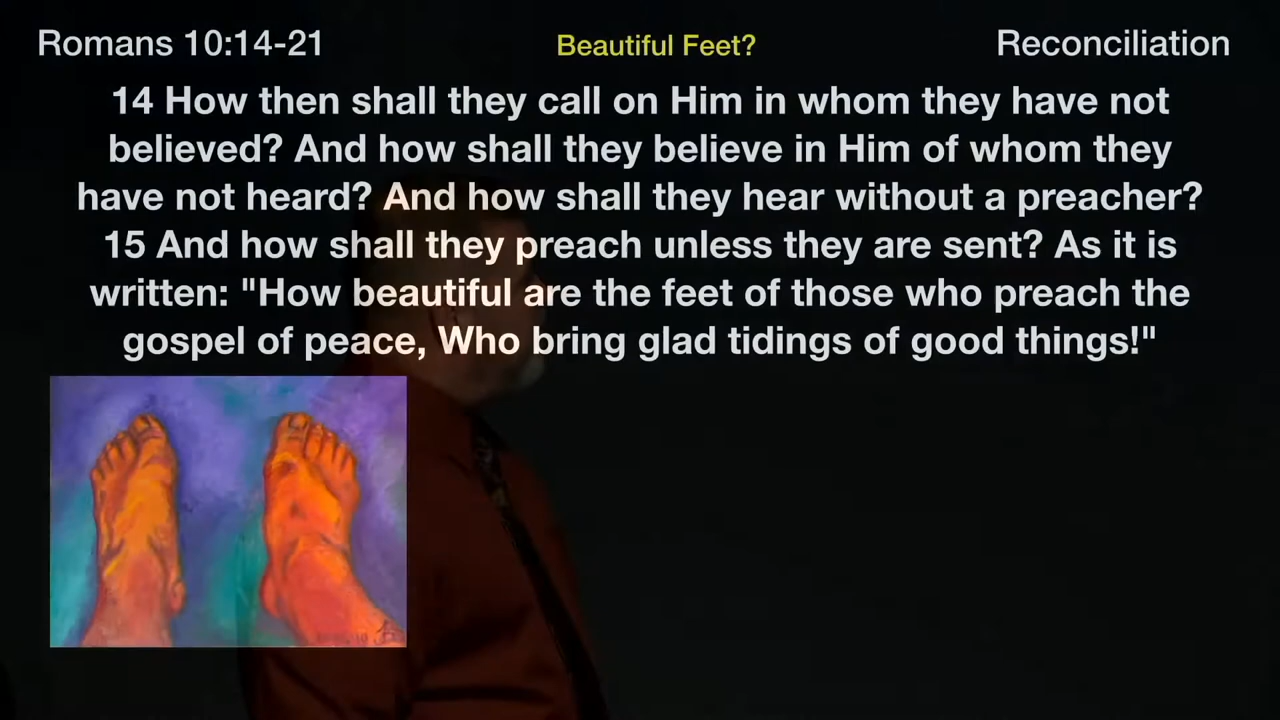 Romans 10:14-21 Beautiful Feet? Reconciliation
14 How then shall they call on Him in whom they have not
believed? And how shall they believe in Him of whom they
have not heard? And how shall they hear without a preacher?
15 And how shall they preach unless they are sent? As it is
written: "How beautiful are the feet of those who preach the
gospel of peace, Who bring glad tidings of good things!"